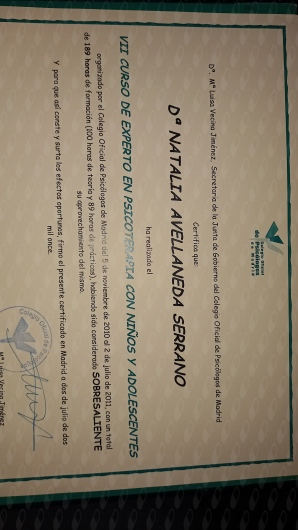 Colegio Oficial
de Psicólogos
DE MADRID
Dª. Mª Luisa Vecina Jiménez, Secretaria de la Junta de Gobierno del Colegio Oficial de Psicólogos de Madrid
Certifica que:
Dª NATALIA AVELLANEDA SERRANO
ha realizado el
VII CURSO DE EXPERTO EN PSICOTERAPIA CON NIÑOS Y ADOLESCENTES
organizado por el Colegio Oficial de Psicólogos de Madrid del 5 de noviembre de 2010 al 2 de julio de 2011, con un total
de 189 horas de formación (100 horas de teoría y 89 horas de prácticas), habiendo sido considerado SOBRESALIENTE
su aprovechamiento del mismo.
Y para que así conste y surta los efectos oportunos, firmo el presente certificado en Madrid a dos de julio de dos
mil once.
Mª Luisa Vecina Jiménez